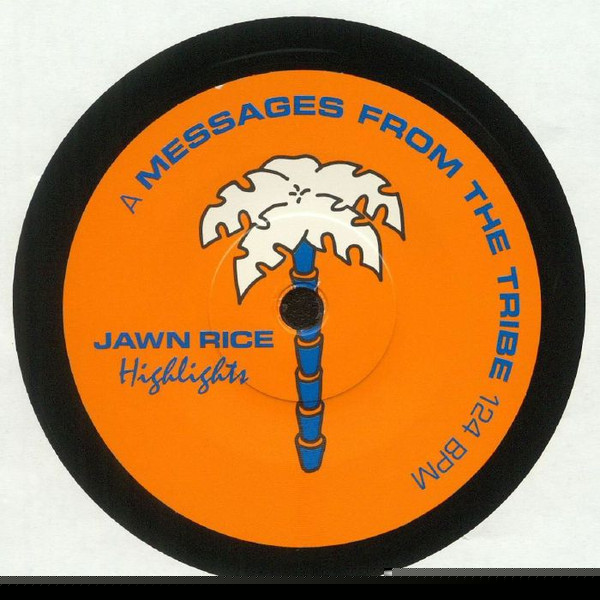 A MESSAGES FROM THE TRIBE 124 BPM
JAWN RICE
Highlights